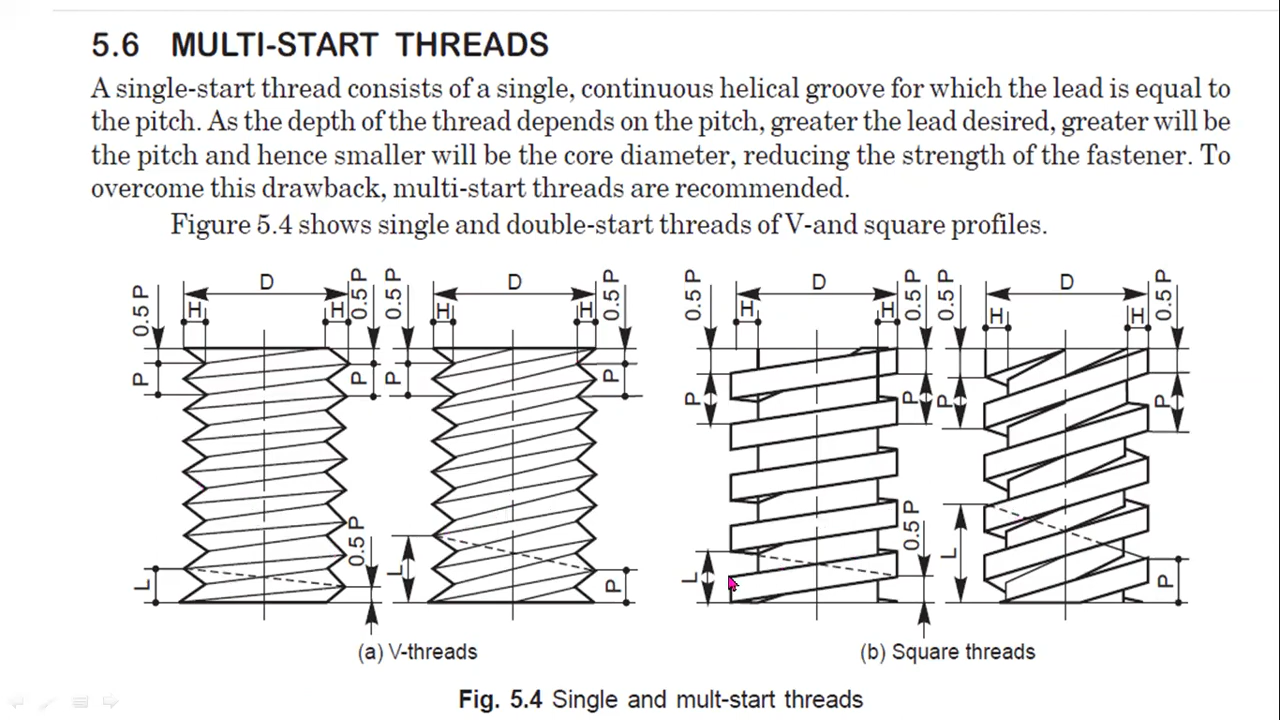 5.6 MULTI-START THREADS
A single-start thread consists of a single, continuous helical groove for which the lead is equal to
the pitch. As the depth of the thread depends on the pitch, greater the lead desired, greater will be
the pitch and hence smaller will be the core diameter, reducing the strength of the fastener. To
overcome this drawback, multi-start threads are recommended.
Figure 5.4 shows single and double-start threads of V-and square profiles.
0.5 P H D H 0.5 P
P P
L 0.5 P
0.5 P H D H 0.5 P
P P
L P
0.5 P H D H 0.5 P
P P
L 0.5 P
0.5 P H D H 0.5 P
P P
L P
(a) V-threads
(b) Square threads
Fig. 5.4 Single and mult-start threads